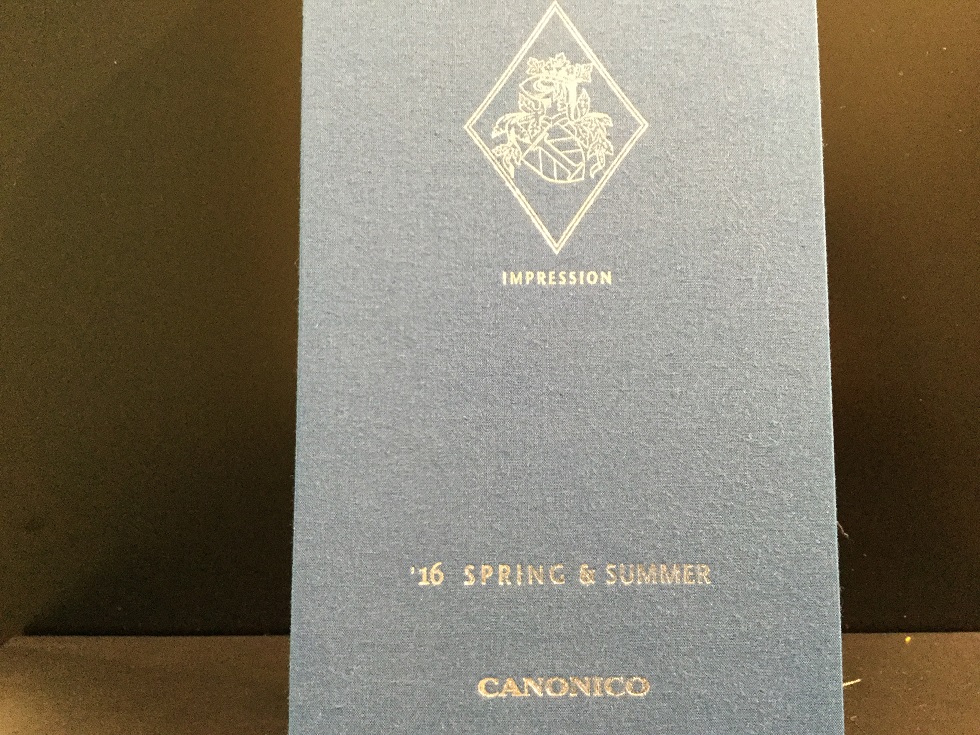 IMPRESSION
'16 SPRING & SUMMER
CANONICO